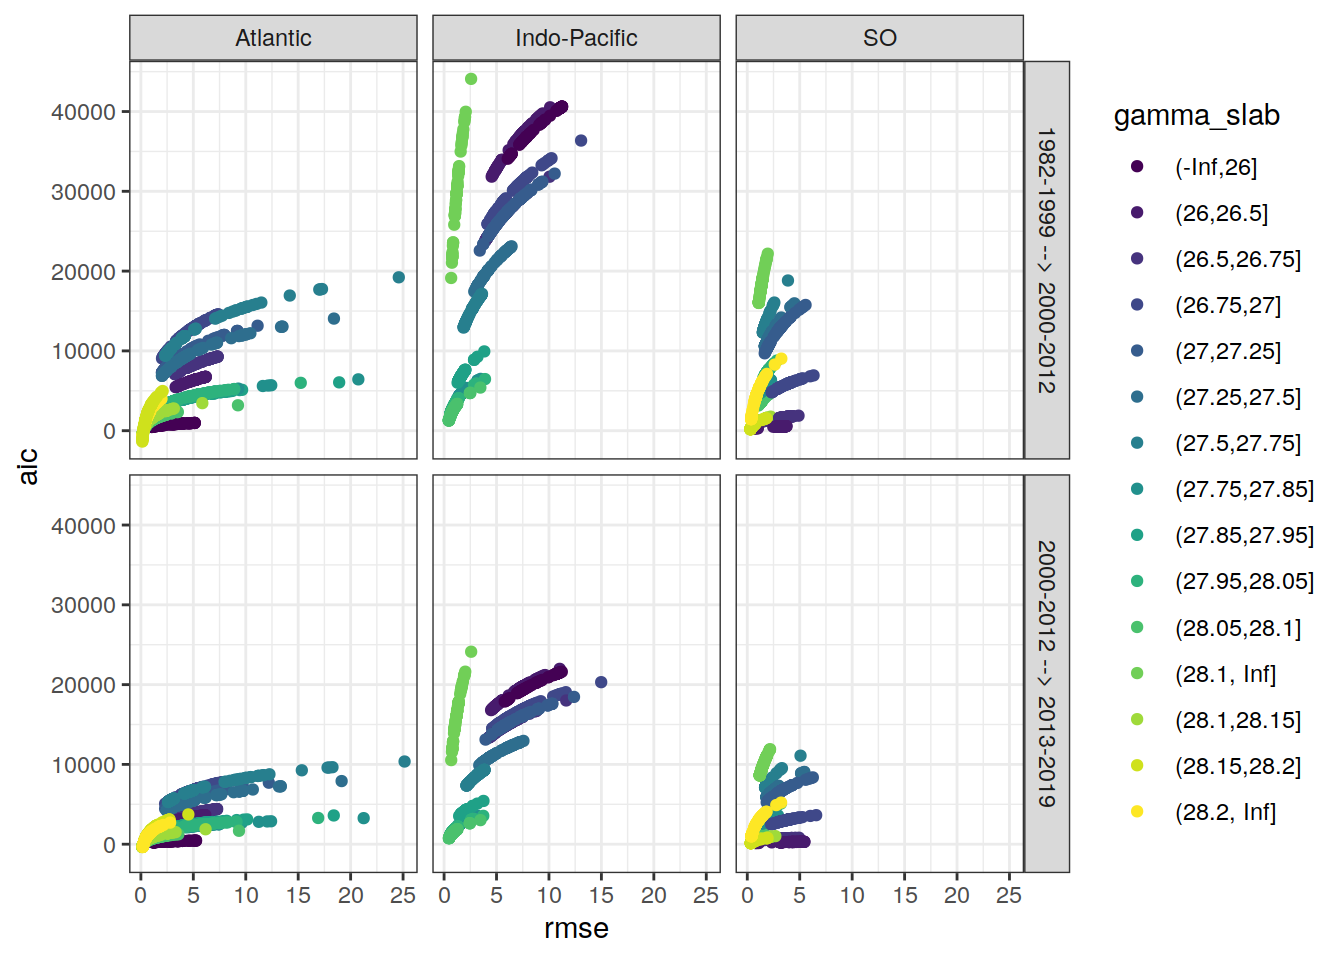 Atlantic
Indo-Pacific
SO
40000
30000
20000
10000
0
1982-1999 --> 2000-2012
aic
40000
30000
20000
10000
0
2000-2012 --> 2013-2019
0 5 10 15 20 25
0 5 10 15 20 25
0 5 10 15 20 25
rmse
gamma_slab
(-Inf,26]
(26,26.5]
(26.5,26.75]
(26.75,27]
(27,27.25]
(27.25,27.5]
(27.5,27.75]
(27.75,27.85]
(27.85,27.95]
(27.95,28.05]
(28.05,28.1]
(28.1, Inf]
(28.1,28.15]
(28.15,28.2]
(28.2, Inf]